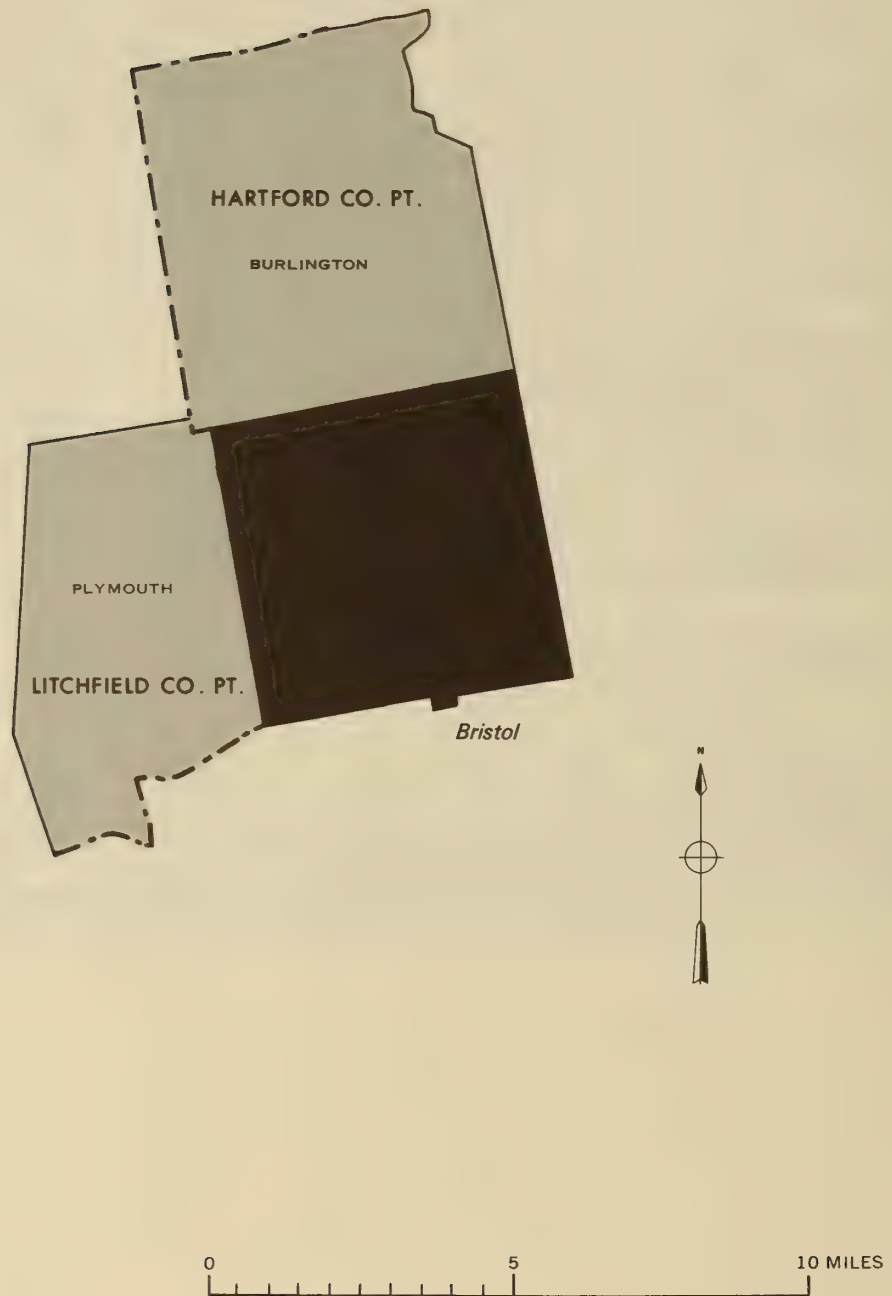 HARTFORD CO. PT.
BURLINGTON
PLYMOUTH
LITCHFIELD CO. PT.
Bristol
N
0 5 10 MILES